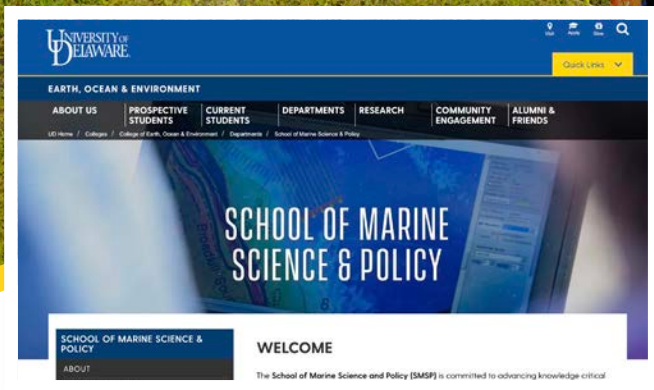 UNIVERSITY OF
DELAWARE.
Visit Apply Give
Quick Links
EARTH, OCEAN & ENVIRONMENT
ABOUT US PROSPECTIVE STUDENTS CURRENT STUDENTS DEPARTMENTS RESEARCH COMMUNITY ENGAGEMENT ALUMNI & FRIENDS
UD Home / Colleges / College of Earth, Ocean & Environment / Departments / School of Marine Science & Policy
SCHOOL OF MARINE
SCIENCE & POLICY
SCHOOL OF MARINE SCIENCE &
POLICY
ABOUT
WELCOME
The School of Marine Science and Policy (SMSP) is committed to advancing knowledge critical